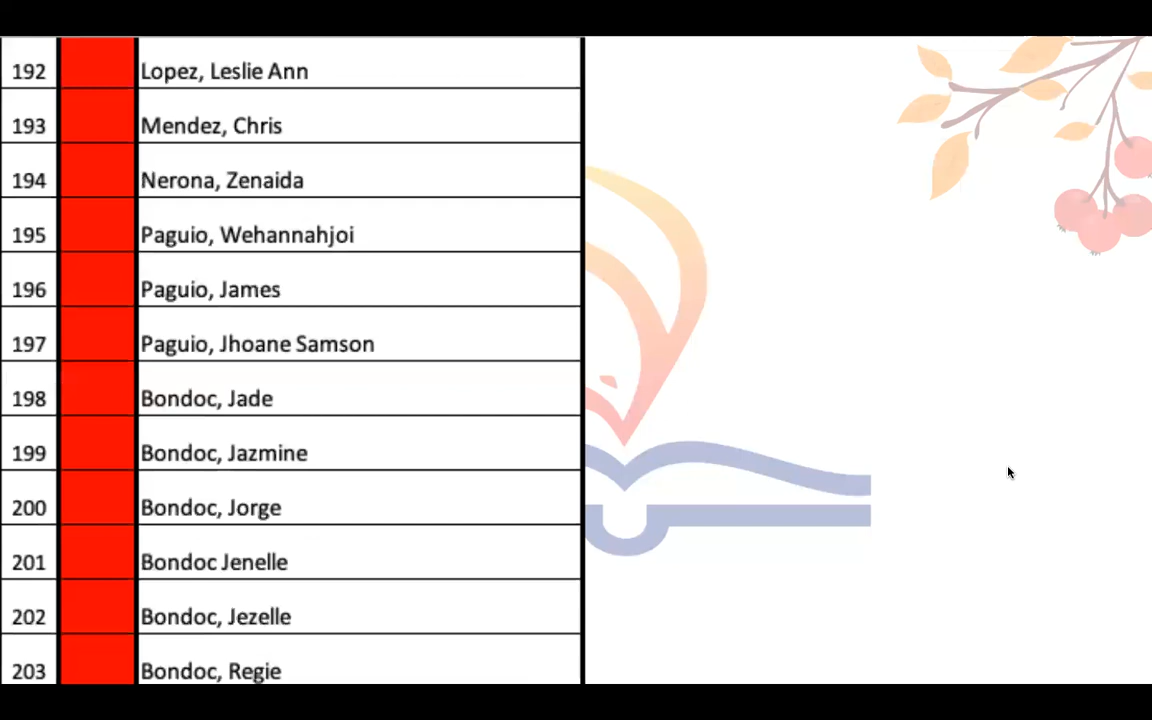 192 Lopez, Leslie Ann
193 Mendez, Chris
194 Nerona, Zenaida
195 Paguio, Wehannahjoi
196 Paguio, James
197 Paguio, Jhoane Samson
198 Bondoc, Jade
199 Bondoc, Jazmine
200 Bondoc, Jorge
201 Bondoc Jenelle
202 Bondoc, Jezelle
203 Bondoc, Regie